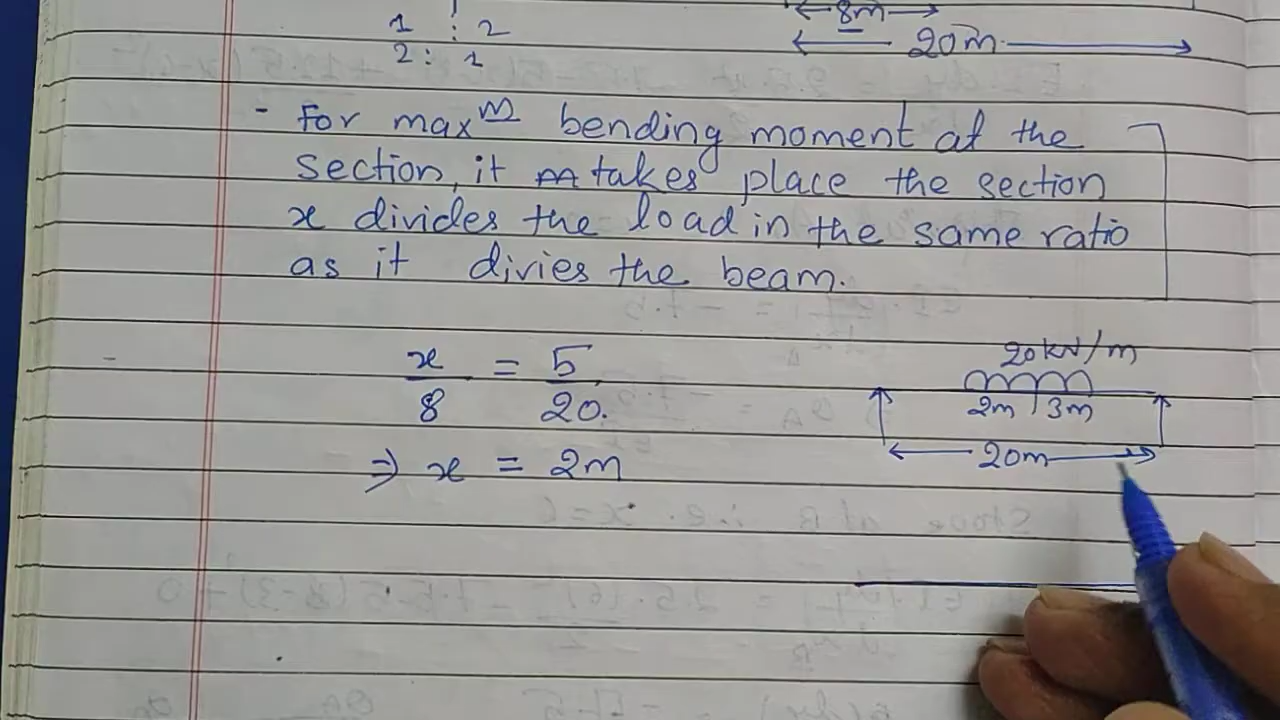 1 : 2
2 : 1
8m
20m
- For maxm bending moment at the
section, it m takes place the section
x divides the load in the same ratio
as it divies the beam.
x/8 = 5/20.
⇒ x = 2m
20kN/m
2m 3m
20m